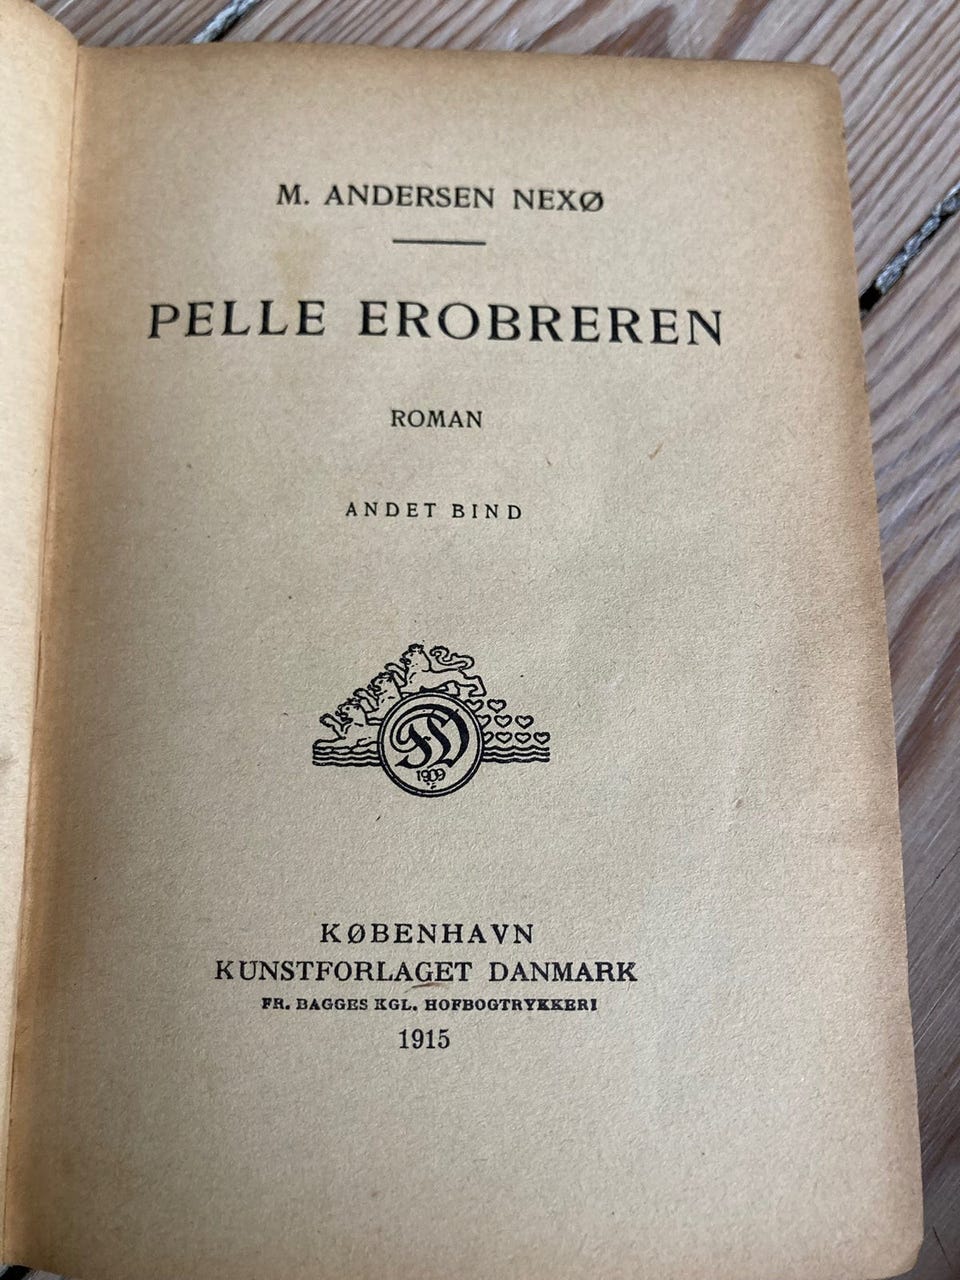 M. ANDERSEN NEXØ
PELLE EROBREREN
ROMAN
ANDET BIND
1909
KØBENHAVN
KUNSTFORLAGET DANMARK
FR. BAGGES KGL. HOFBOGTRYKKERI
1915